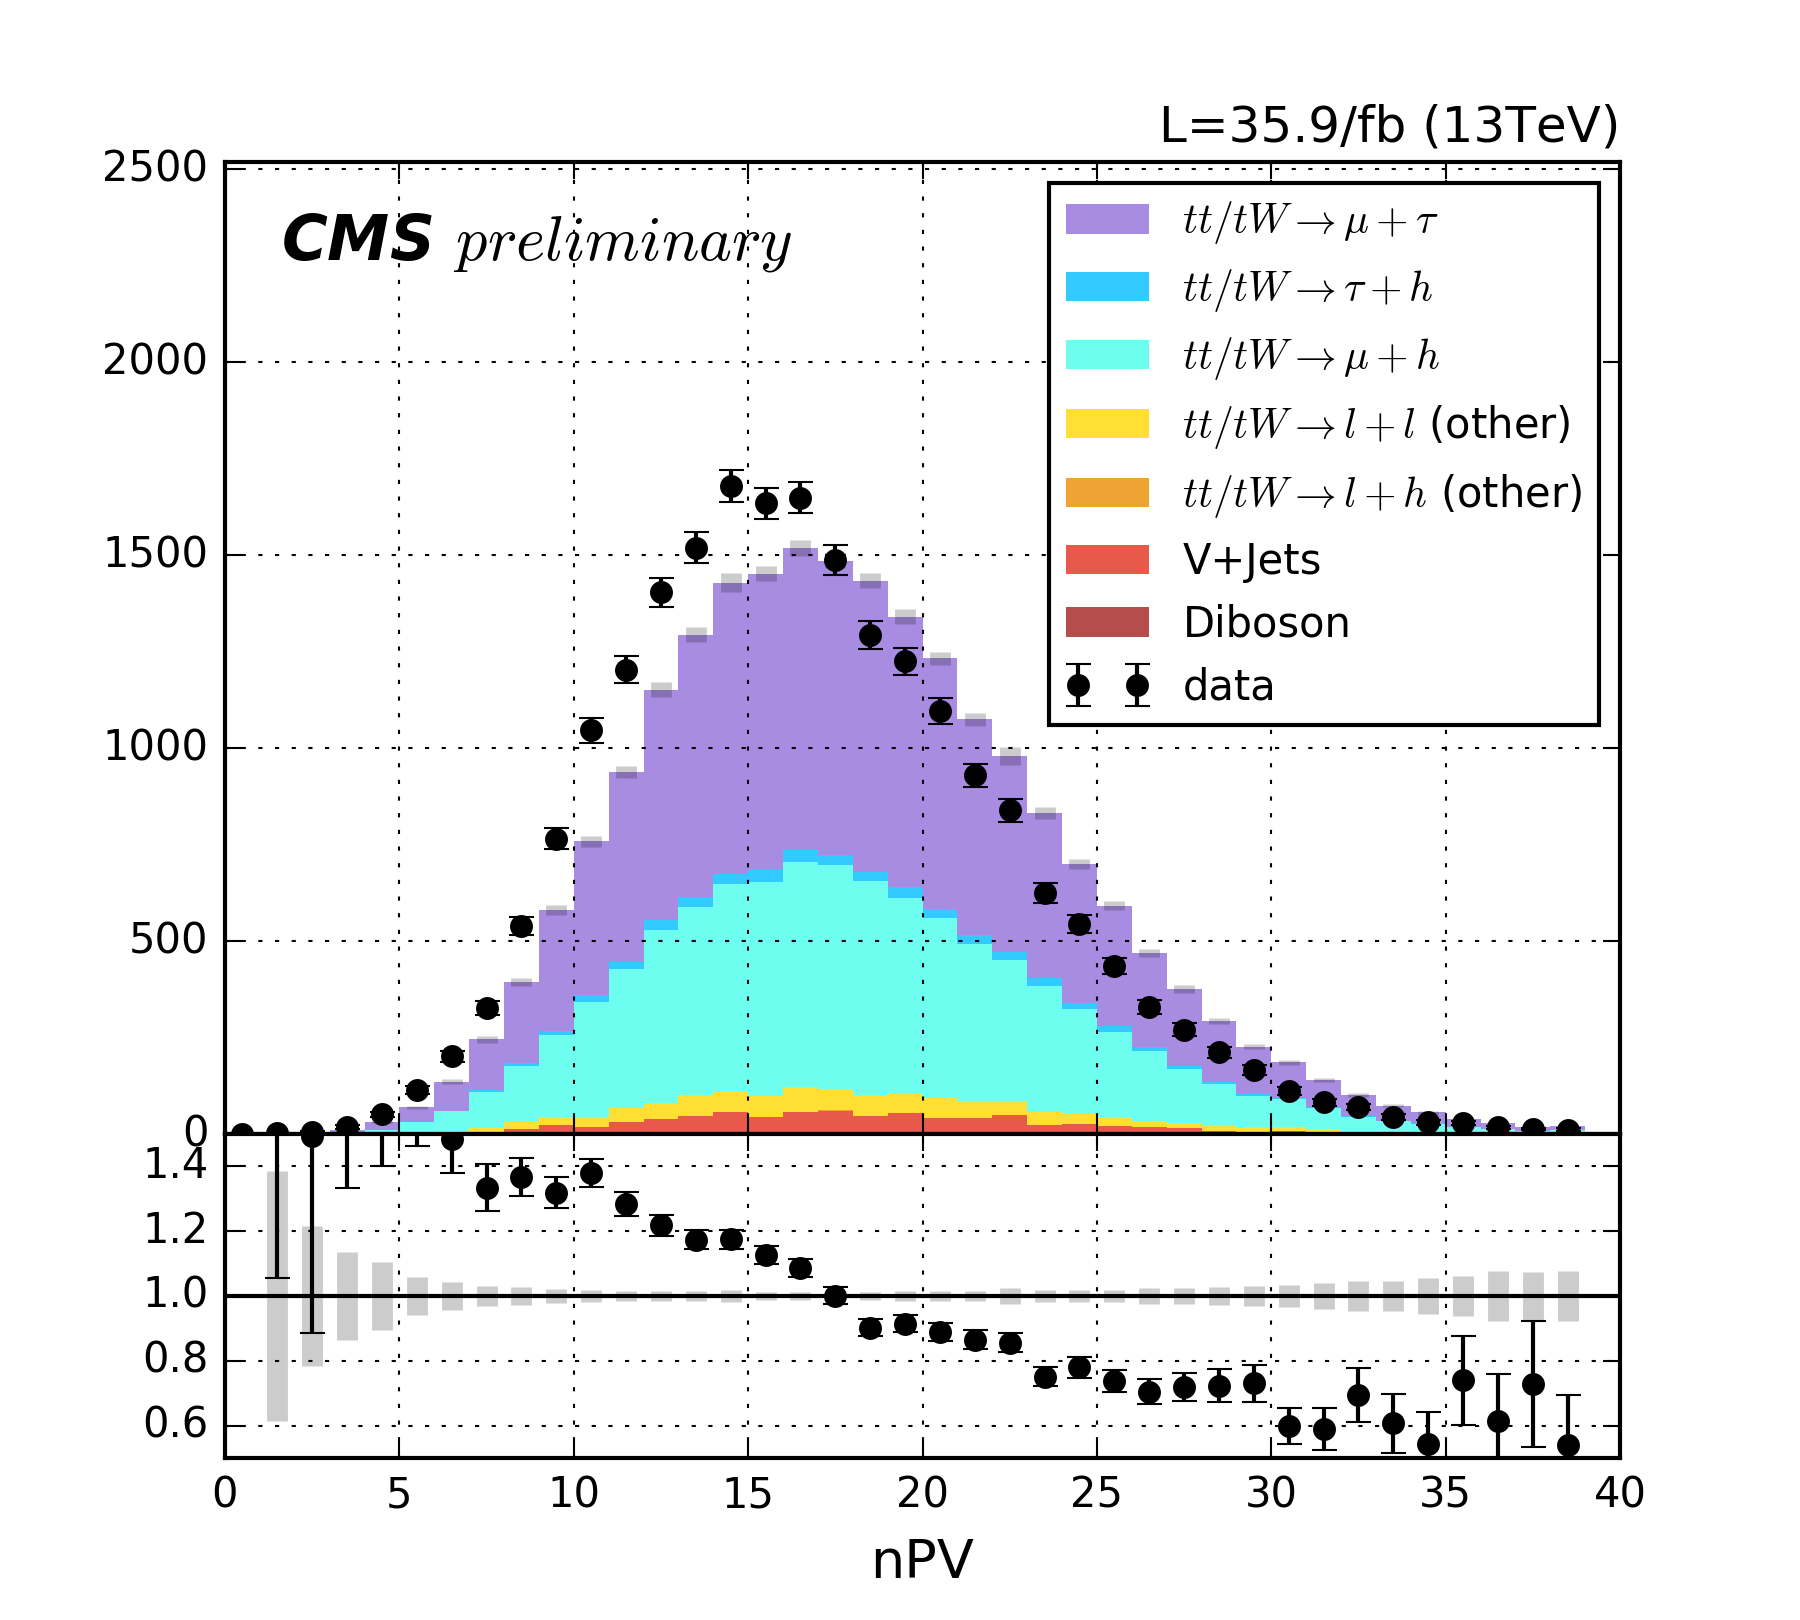 L=35.9/fb (13TeV)
CMS preliminary
2500
2000
1500
1000
500
0
tt/tW→μ+τ
tt/tW→τ+h
tt/tW→μ+h
tt/tW→l+l (other)
tt/tW→l+h (other)
V+Jets
Diboson
data
1.4
1.2
1.0
0.8
0.6
0 5 10 15 20 25 30 35 40
nPV